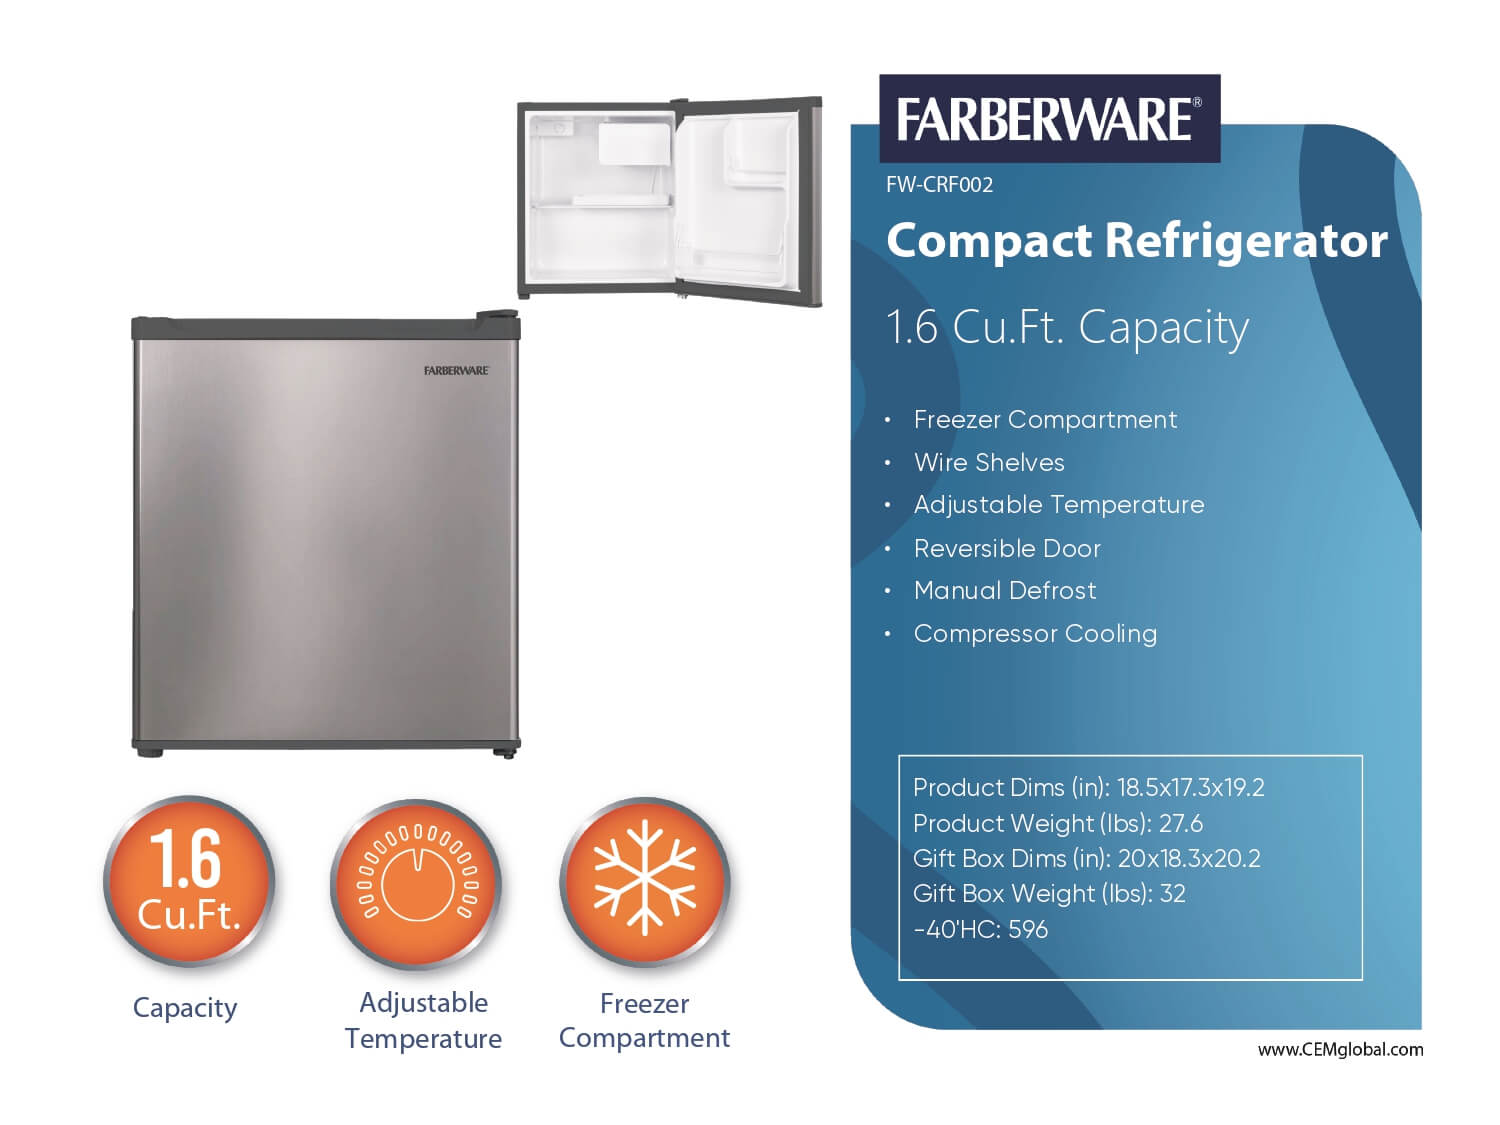 FARBERWARE®
FW-CRF002
Compact Refrigerator
1.6 Cu.Ft. Capacity
• Freezer Compartment
• Wire Shelves
• Adjustable Temperature
• Reversible Door
• Manual Defrost
• Compressor Cooling
Product Dims (in): 18.5x17.3x19.2
Product Weight (lbs): 27.6
Gift Box Dims (in): 20x18.3x20.2
Gift Box Weight (lbs): 32
-40'HC: 596
www.CEMglobal.com
FARBERWARE
1.6
Cu.Ft.
Capacity
Adjustable
Temperature
Freezer
Compartment